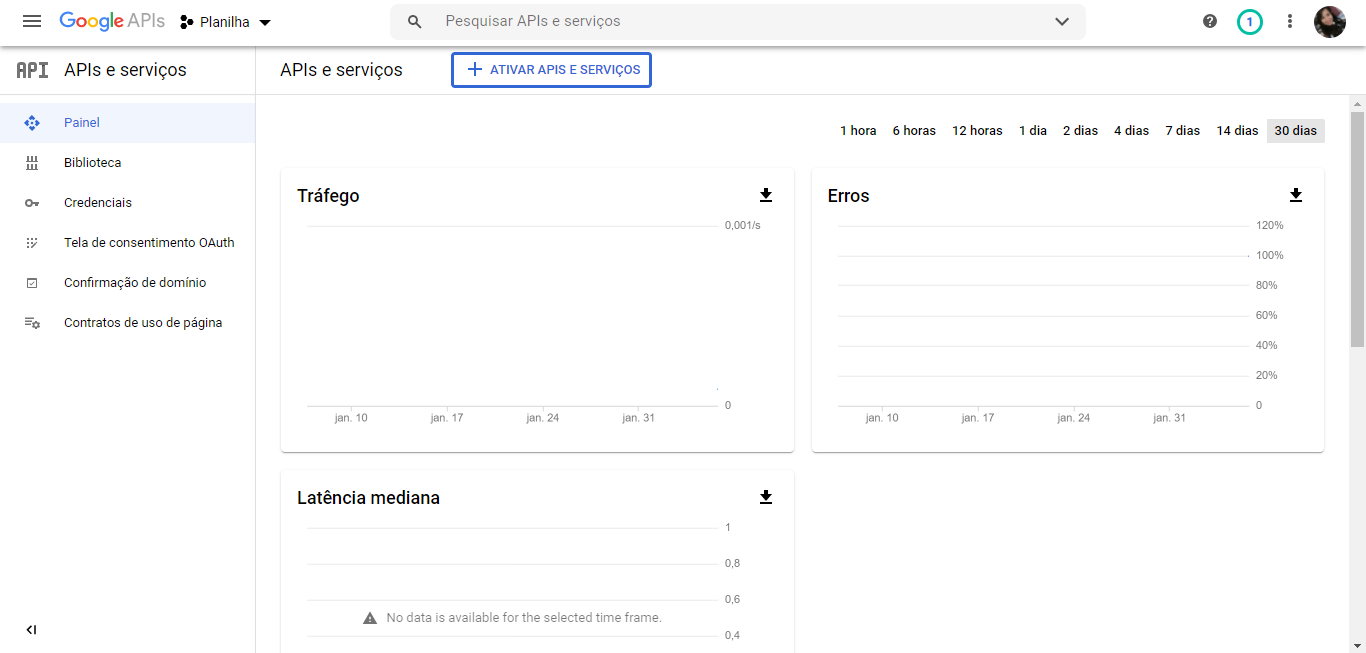 Google APIs
Planilha
Pesquisar APIs e serviços
1
API APIs e serviços
APIs e serviços
ATIVAR APIS E SERVIÇOS
Painel
Biblioteca
Credenciais
Tela de consentimento OAuth
Confirmação de domínio
Contratos de uso de página
1 hora 6 horas 12 horas 1 dia 2 dias 4 dias 7 dias 14 dias 30 dias
Tráfego
0,001/s
0
jan. 10 jan. 17 jan. 24 jan. 31
Erros
120%
100%
80%
60%
40%
20%
0
jan. 10 jan. 17 jan. 24 jan. 31
Latência mediana
1
0,8
0,6
No data is available for the selected time frame.
0,4